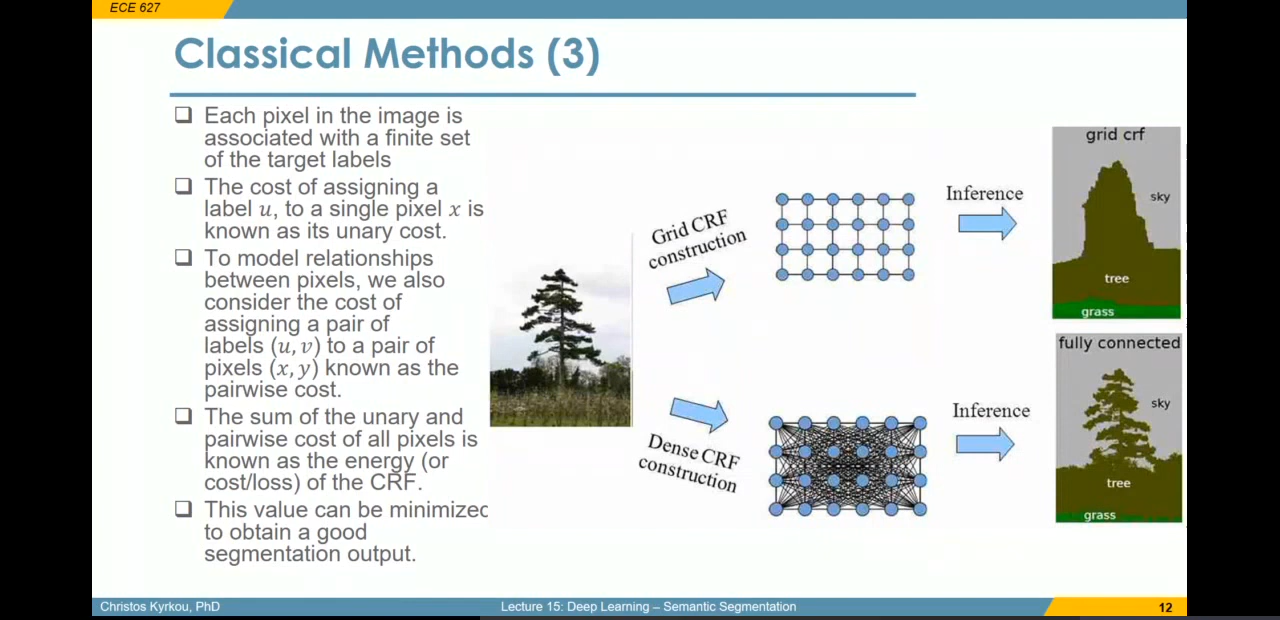 ECE 627
Classical Methods (3)
❑ Each pixel in the image is
associated with a finite set
of the target labels
❑ The cost of assigning a
label u, to a single pixel x is
known as its unary cost.
❑ To model relationships
between pixels, we also
consider the cost of
assigning a pair of
labels (u, v) to a pair of
pixels (x, y) known as the
pairwise cost.
❑ The sum of the unary and
pairwise cost of all pixels is
known as the energy (or
cost/loss) of the CRF.
❑ This value can be minimized
to obtain a good
segmentation output.
Grid CRF
construction
Inference
grid crf
sky
tree
grass
Dense CRF
construction
Inference
fully connected
sky
tree
grass
Christos Kyrkou, PhD
Lecture 15: Deep Learning – Semantic Segmentation
12